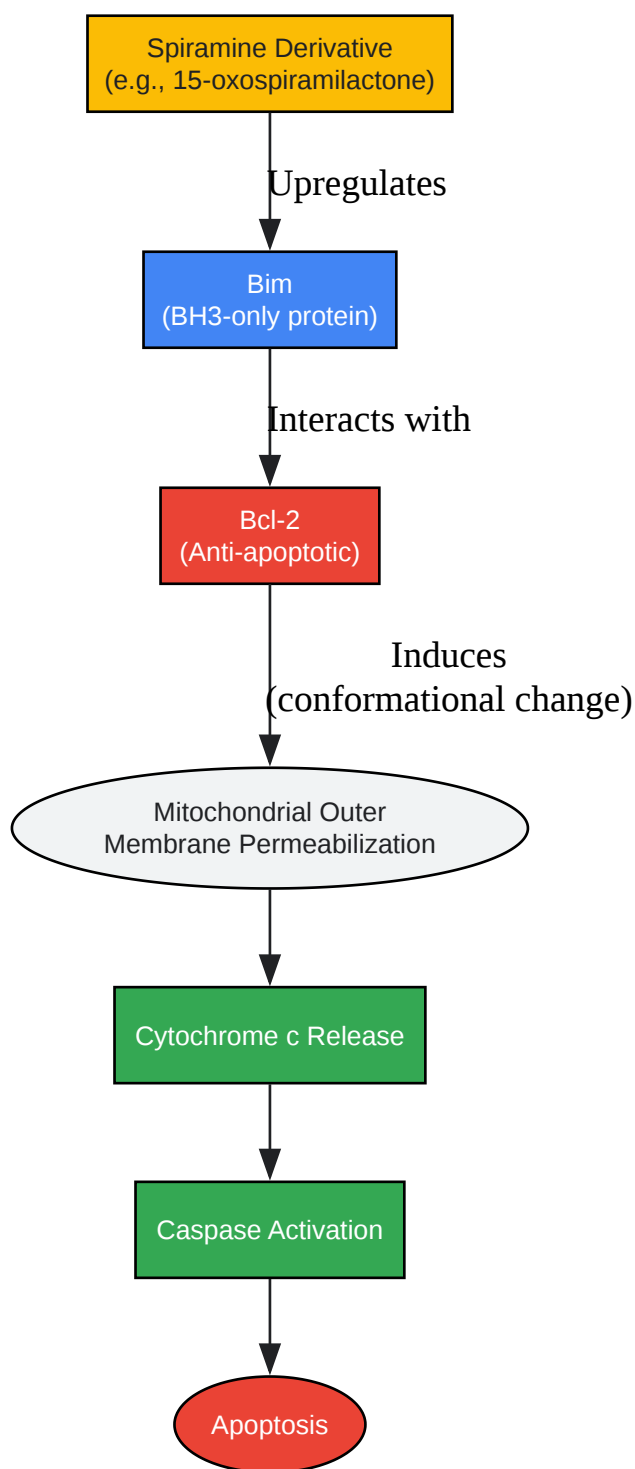 Spiramine Derivative
(e.g., 15-oxospiramilactone)
Upregulates
Bim
(BH3-only protein)
Interacts with
Bcl-2
(Anti-apoptotic)
Induces
(conformational change)
Mitochondrial Outer
Membrane Permeabilization
Cytochrome c Release
Caspase Activation
Apoptosis